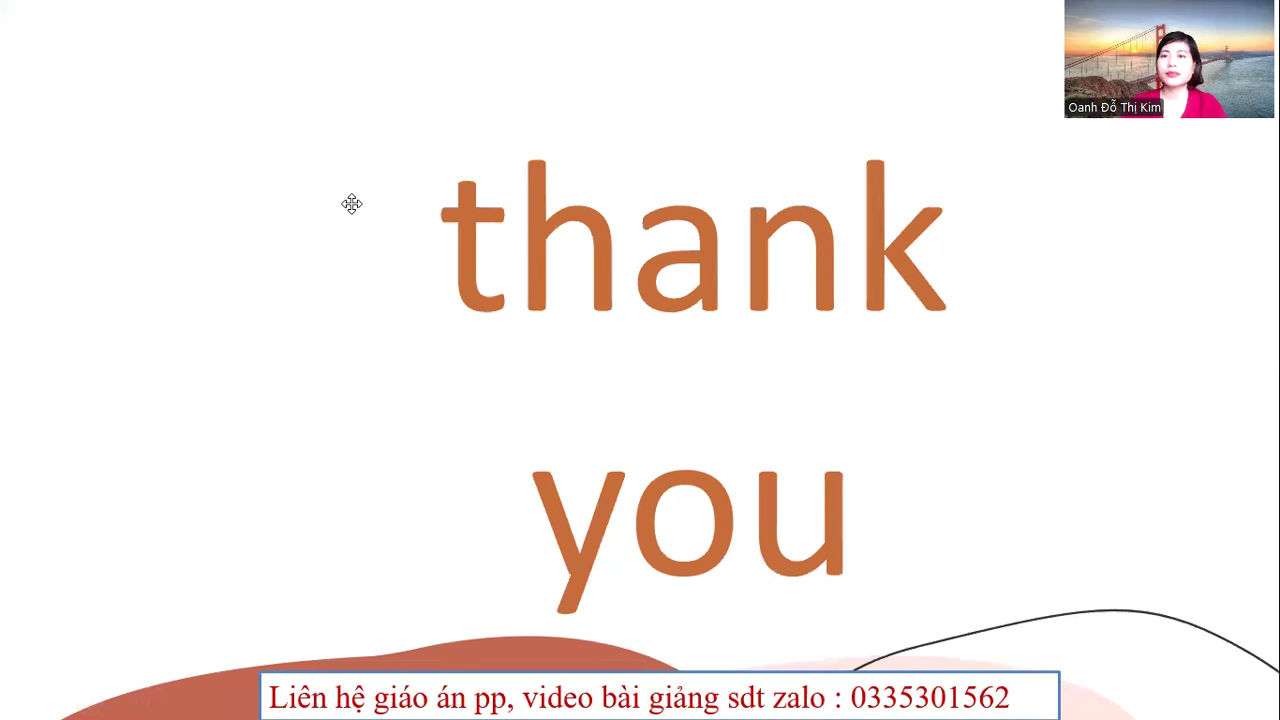 Oanh Đỗ Thị Kim
thank
you
Liên hệ giáo án pp, video bài giảng sdt zalo : 0335301562